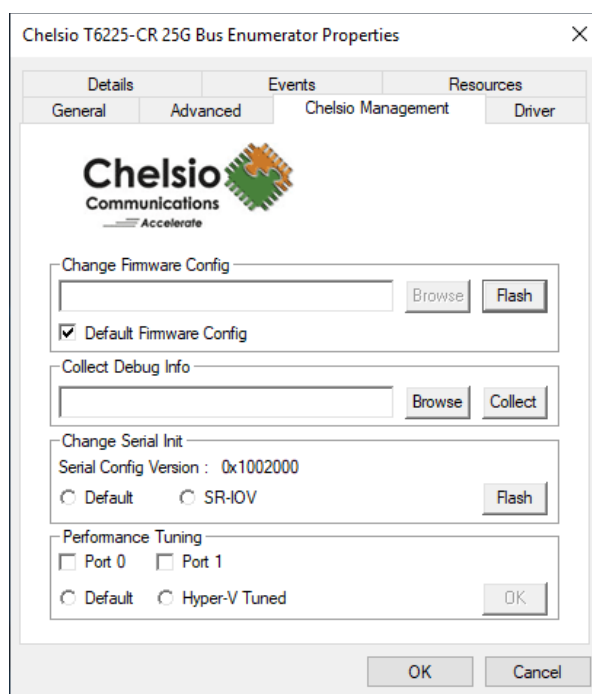 Chelsio T6225-CR 25G Bus Enumerator Properties
Details Events Resources
General Advanced Chelsio Management Driver
Chelsio
Communications
Accelerate
Change Firmware Config
Browse Flash
Default Firmware Config
Collect Debug Info
Browse Collect
Change Serial Init
Serial Config Version : 0x1002000
Default SR-IOV Flash
Performance Tuning
Port 0 Port 1
Default Hyper-V Tuned OK
OK Cancel